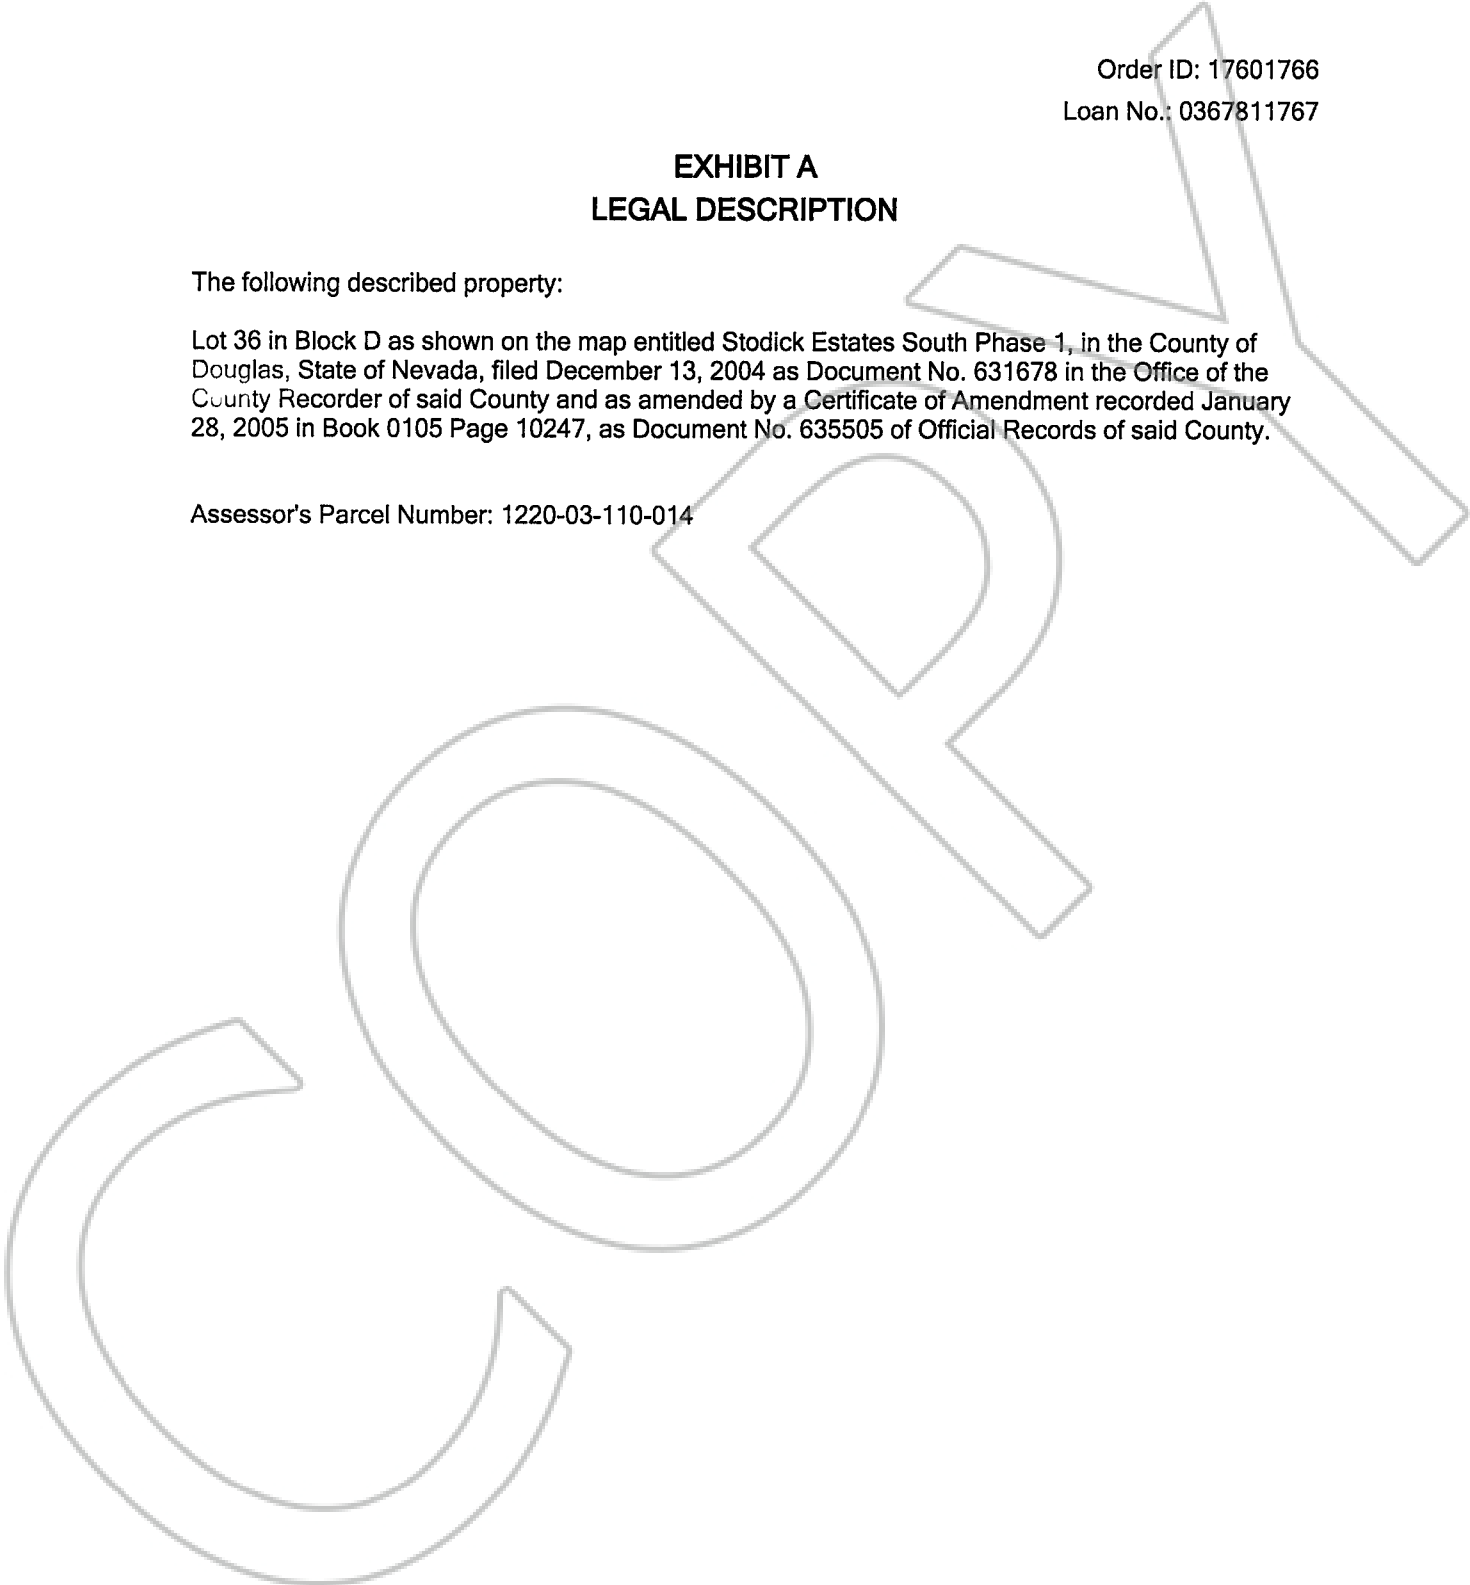 Order ID: 17601766
Loan No.: 0367811767
EXHIBIT A
LEGAL DESCRIPTION
The following described property:
Lot 36 in Block D as shown on the map entitled Stodick Estates South Phase 1, in the County of
Douglas, State of Nevada, filed December 13, 2004 as Document No. 631678 in the Office of the
County Recorder of said County and as amended by a Certificate of Amendment recorded January
28, 2005 in Book 0105 Page 10247, as Document No. 635505 of Official Records of said County.
Assessor's Parcel Number: 1220-03-110-014
COPY